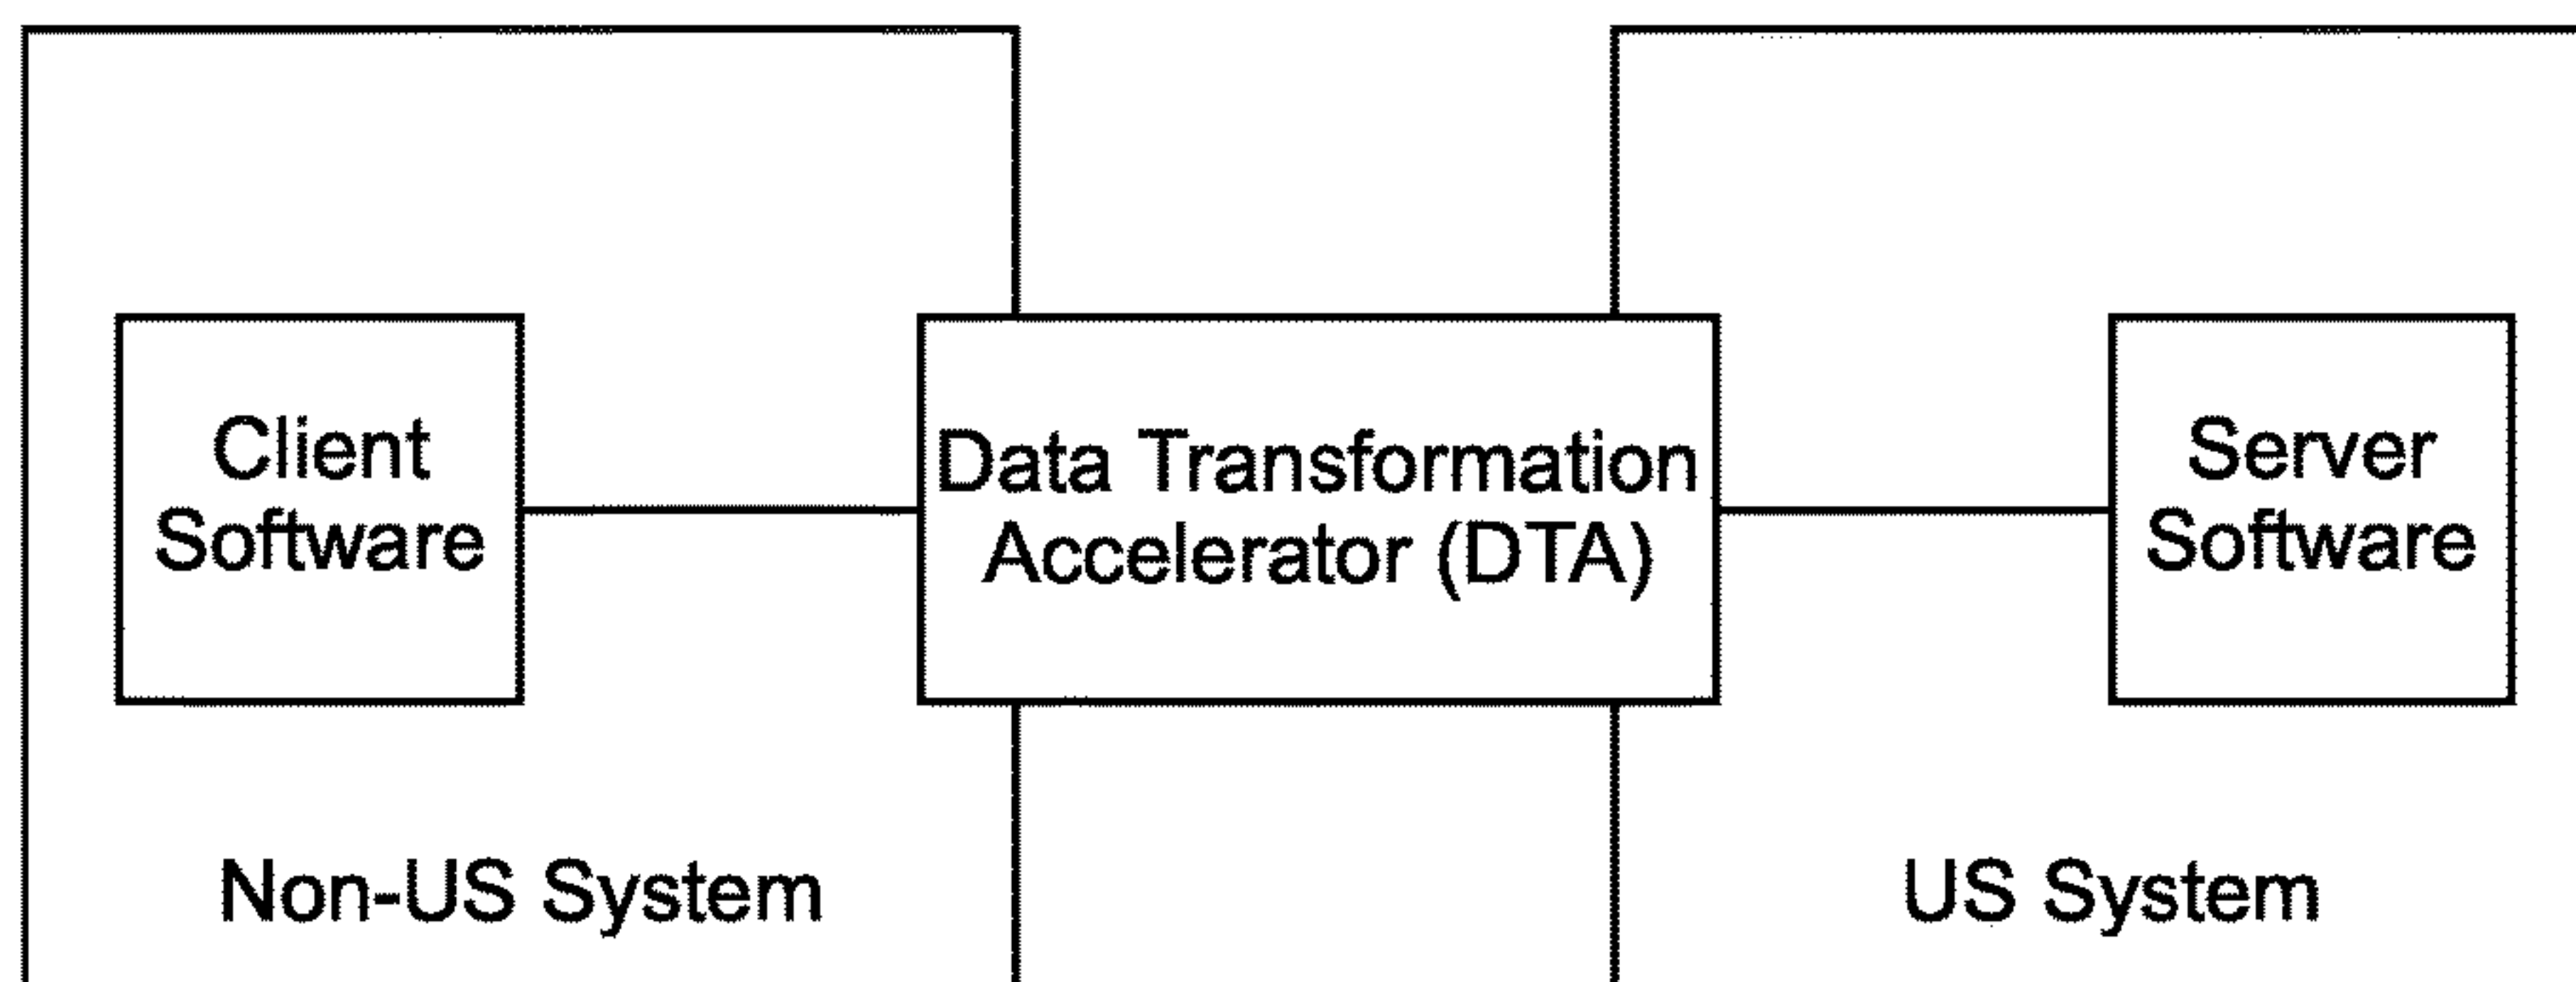 Client
Software
Data Transformation
Accelerator (DTA)
Server
Software
Non-US System
US System